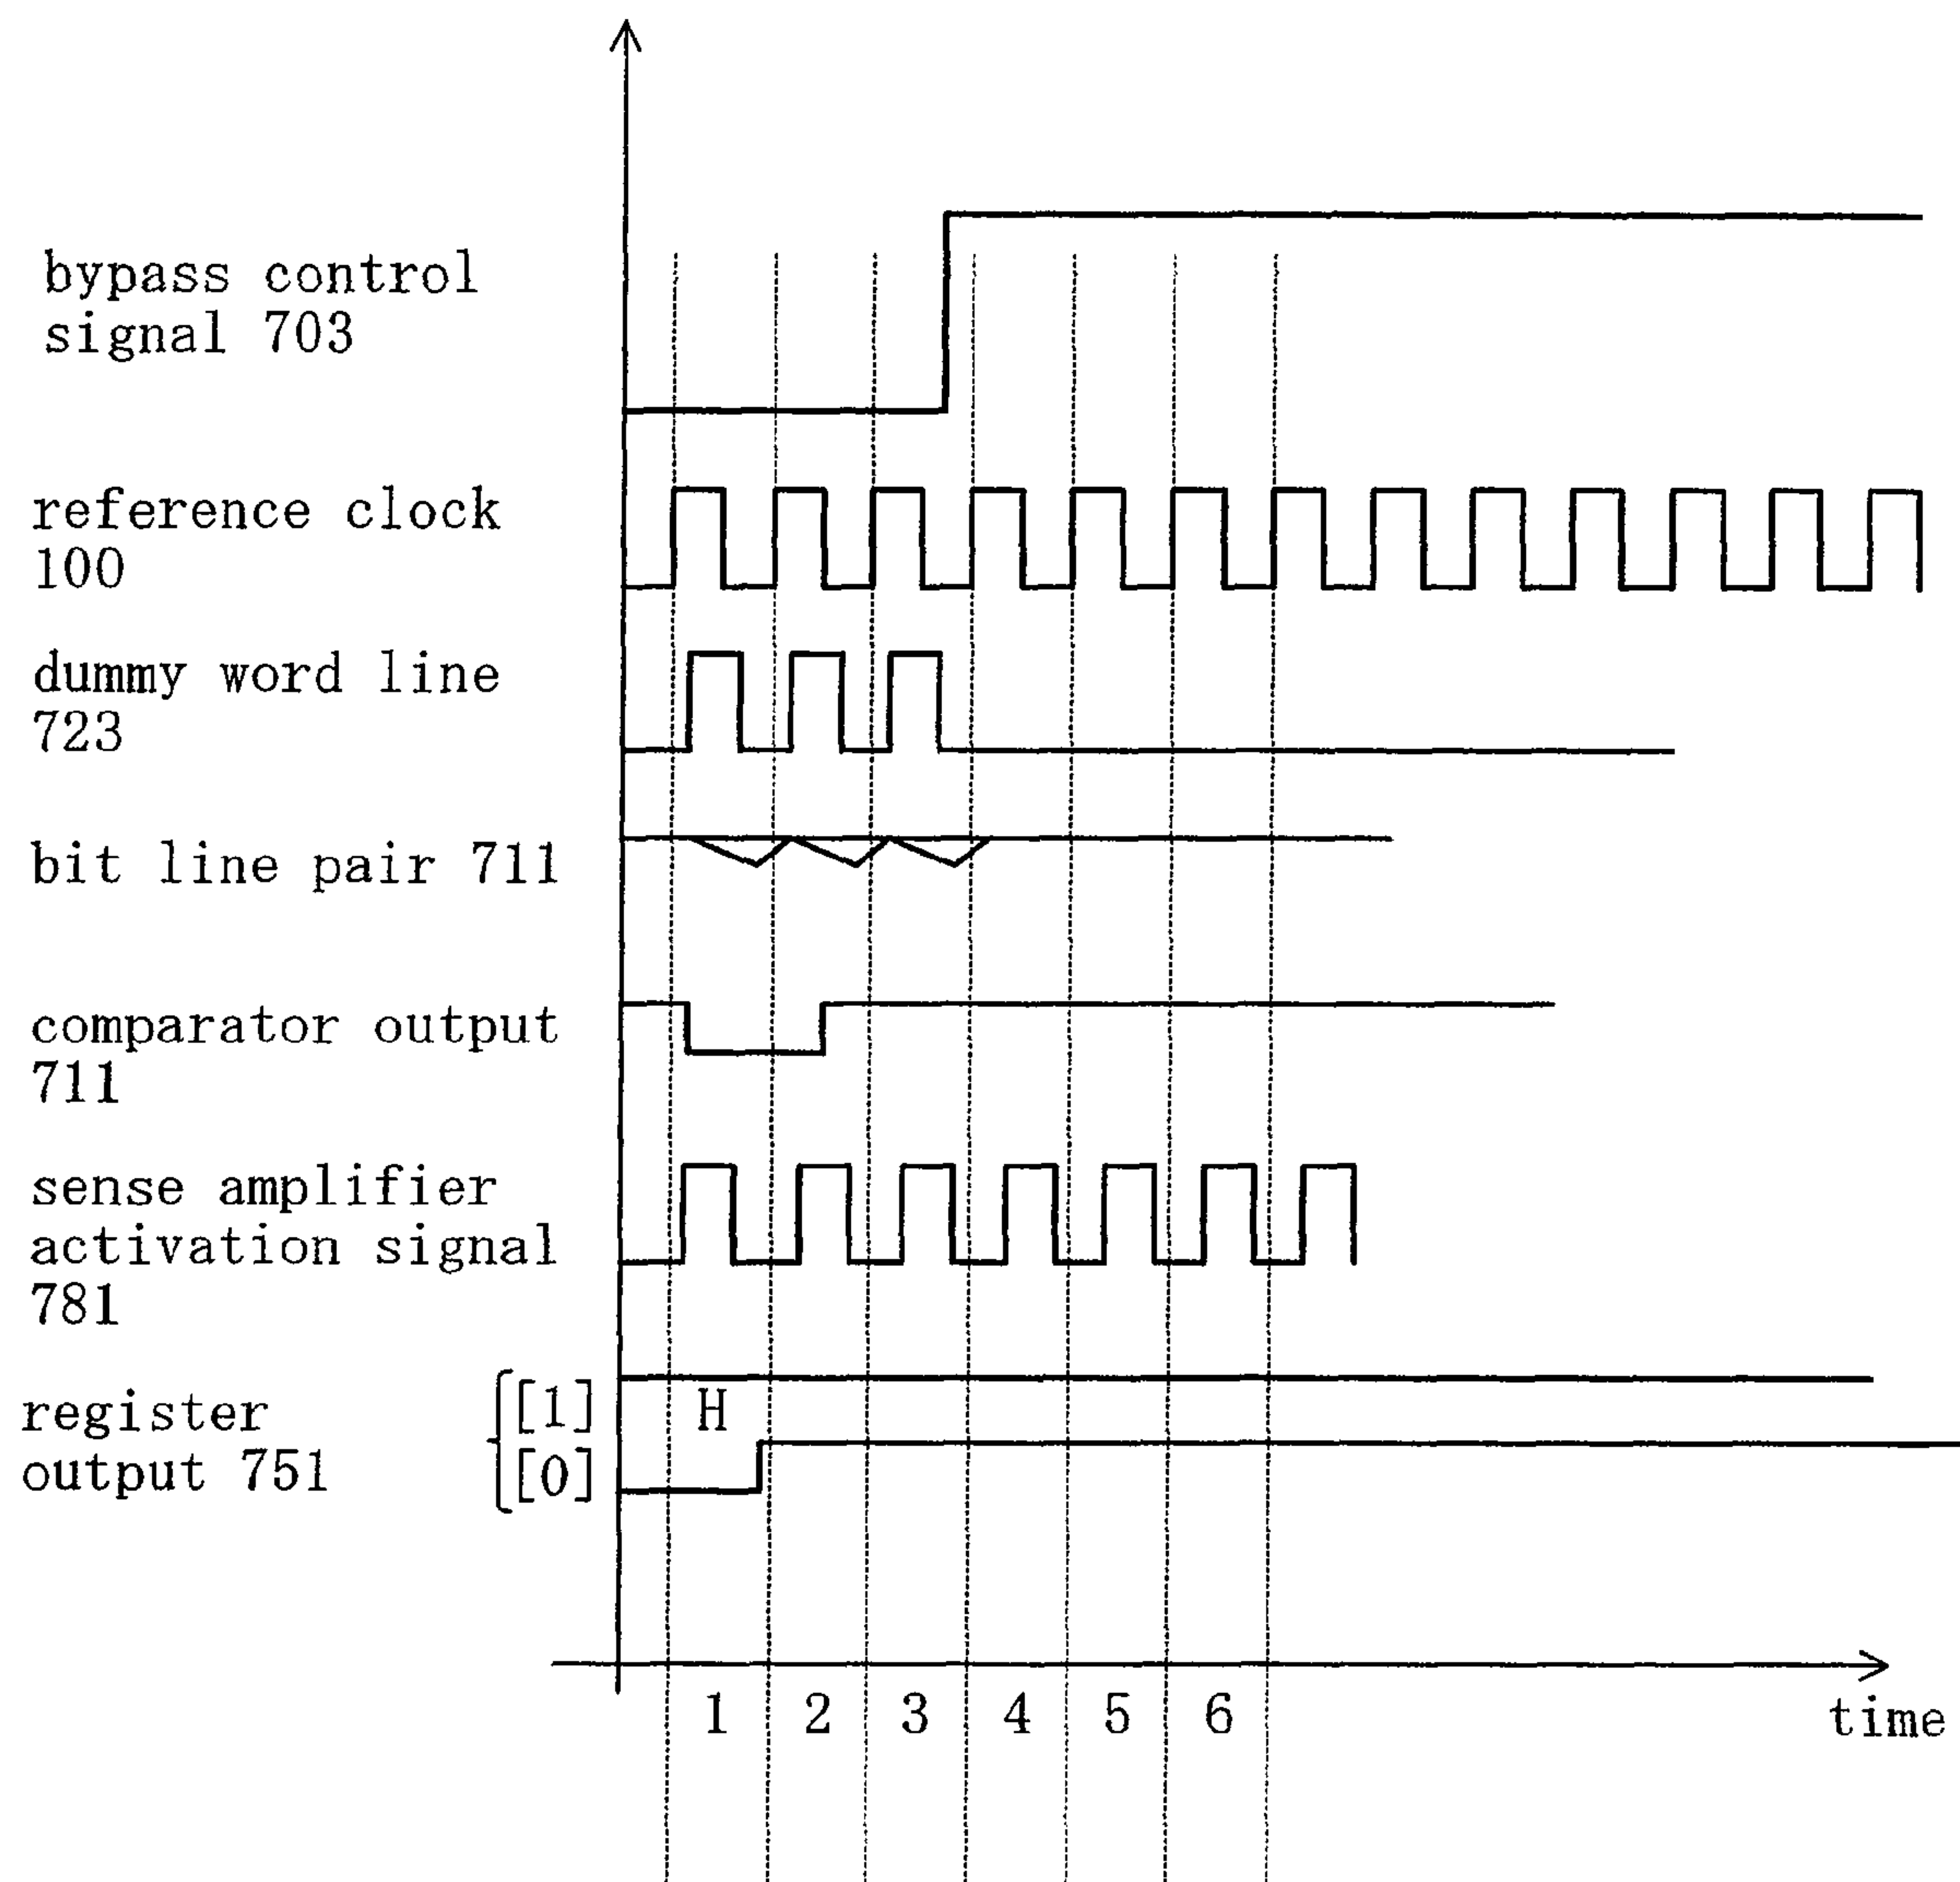 bypass control
signal 703
reference clock
100
dummy word line
723
bit line pair 711
comparator output
711
sense amplifier
activation signal
781
register
output 751
[1]
[0]
H
1 2 3 4 5 6
time